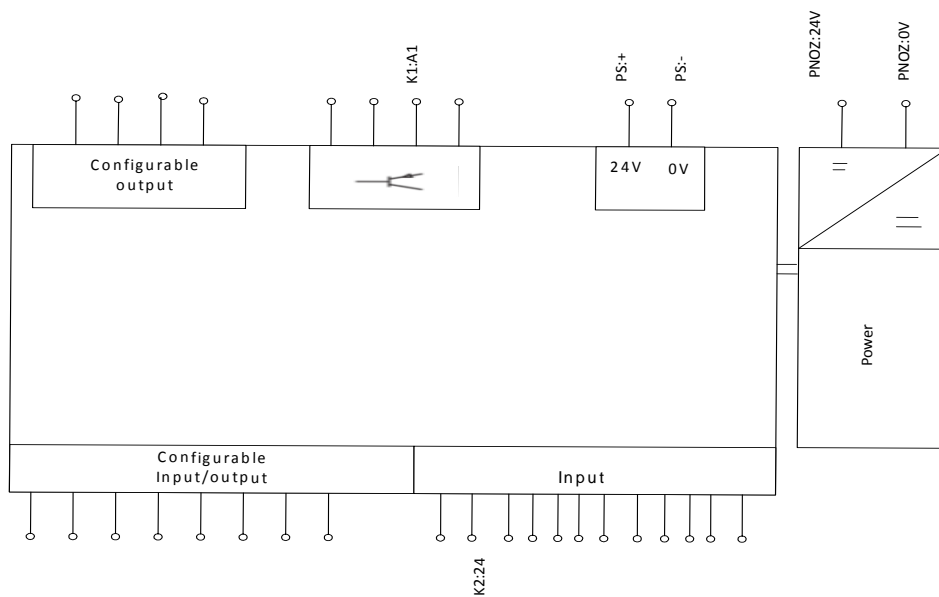 K1:A1
PS:+
PS:-
PNOZ:24V
PNOZ:0V
Configurable
output
24V
0V
Power
Configurable
Input/output
Input
K2:24